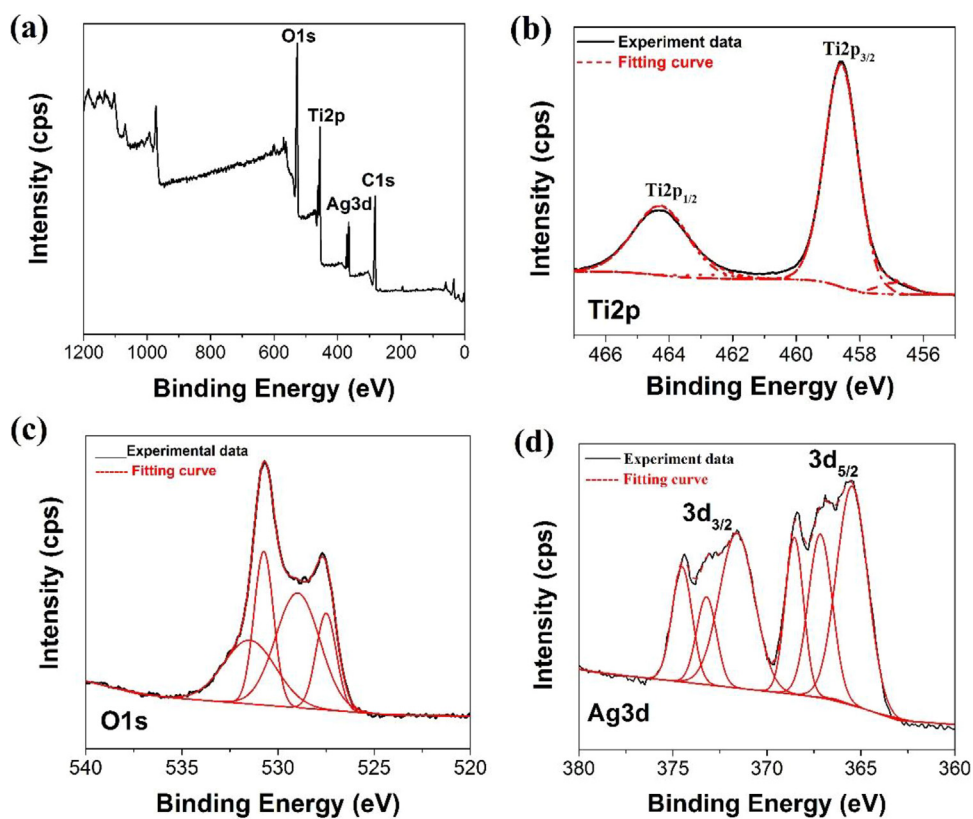 (a)
O1s
Ti2p
C1s
Ag3d
Intensity (cps)
1200 1000 800 600 400 200 0
Binding Energy (eV)
(b)
Experiment data
Fitting curve
Ti2p3/2
Ti2p1/2
Intensity (cps)
Ti2p
466 464 462 460 458 456
Binding Energy (eV)
(c)
Experimental data
Fitting curve
Intensity (cps)
O1s
540 535 530 525 520
Binding Energy (eV)
(d)
Experiment data
Fitting curve
3d5/2
3d3/2
Intensity (cps)
Ag3d
380 375 370 365 360
Binding Energy (eV)